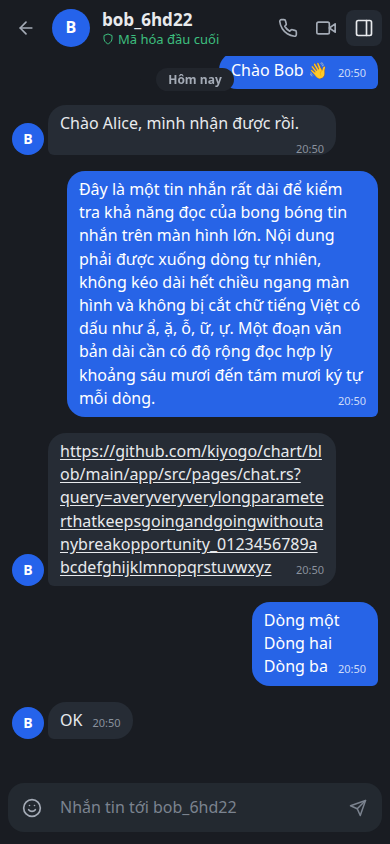 B
bob_6hd22
Mã hóa đầu cuối
Hôm nay
Chào Bob 👋 20:50
Chào Alice, mình nhận được rồi.
20:50
B
Đây là một tin nhắn rất dài để kiểm
tra khả năng đọc của bong bóng tin
nhắn trên màn hình lớn. Nội dung
phải được xuống dòng tự nhiên,
không kéo dài hết chiều ngang màn
hình và không bị cắt chữ tiếng Việt có
dấu như ẩ, ặ, ỗ, ữ, ự. Một đoạn văn
bản dài cần có độ rộng đọc hợp lý
khoảng sáu mươi đến tám mươi ký tự
mỗi dòng. 20:50
https://github.com/kiyogo/chart/bl
ob/main/app/src/pages/chat.rs?
query=averyveryverylongparamete
rthatkeepsgoingandgoingwithouta
nybreakopportunity_0123456789a
bcdefghijklmnopqrstuvwxyz 20:50
B
Dòng một
Dòng hai
Dòng ba 20:50
B
OK 20:50
Nhắn tin tới bob_6hd22